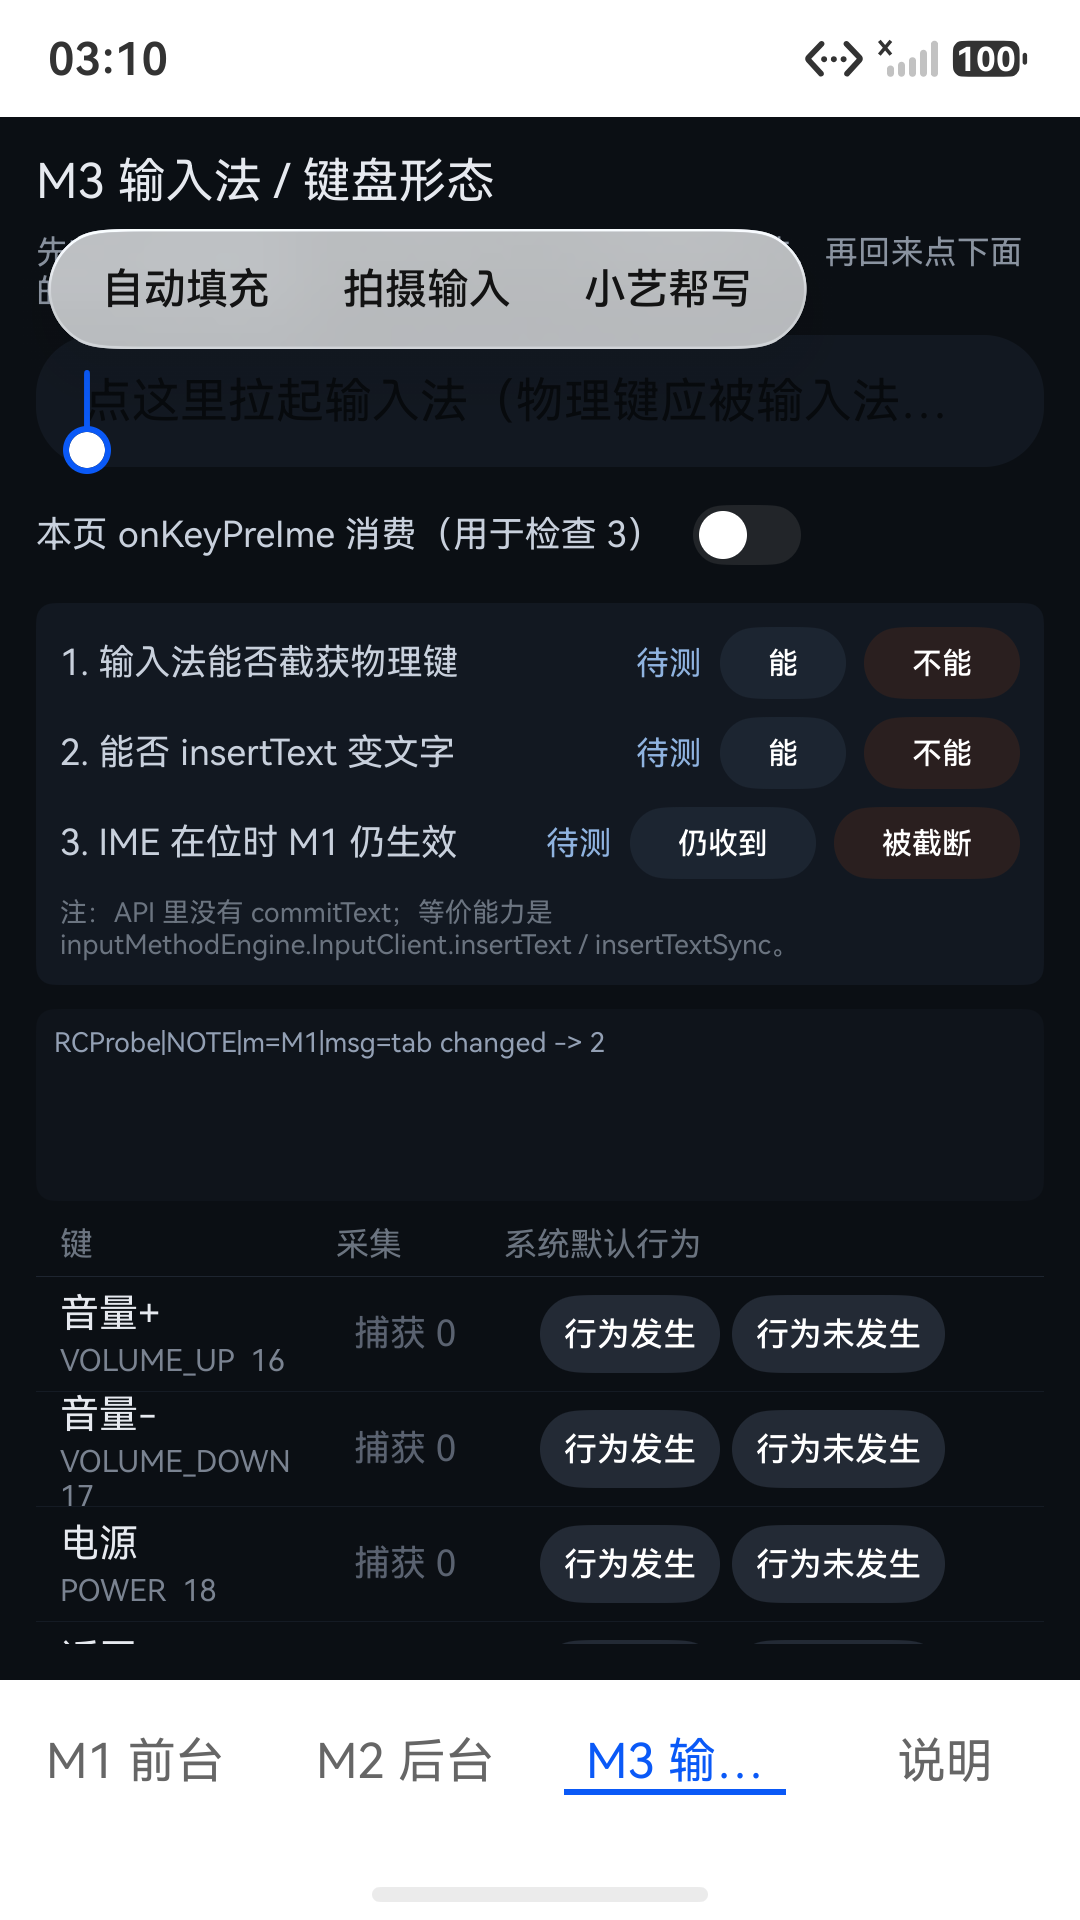 03:10
100
M3 输入法 / 键盘形态
先
再回来点下面
的
自动填充 拍摄输入 小艺帮写
点这里拉起输入法（物理键应被输入法…
本页 onKeyPreIme 消费（用于检查 3）
1. 输入法能否截获物理键 待测 能 不能
2. 能否 insertText 变文字 待测 能 不能
3. IME 在位时 M1 仍生效 待测 仍收到 被截断
注：API 里没有 commitText；等价能力是
inputMethodEngine.InputClient.insertText / insertTextSync。
RCProbe|NOTE|m=M1|msg=tab changed -> 2
键 采集 系统默认行为
音量+
VOLUME_UP 16
捕获 0 行为发生 行为未发生
音量-
VOLUME_DOWN
17
捕获 0 行为发生 行为未发生
电源
POWER 18
捕获 0 行为发生 行为未发生
M1 前台 M2 后台 M3 输… 说明